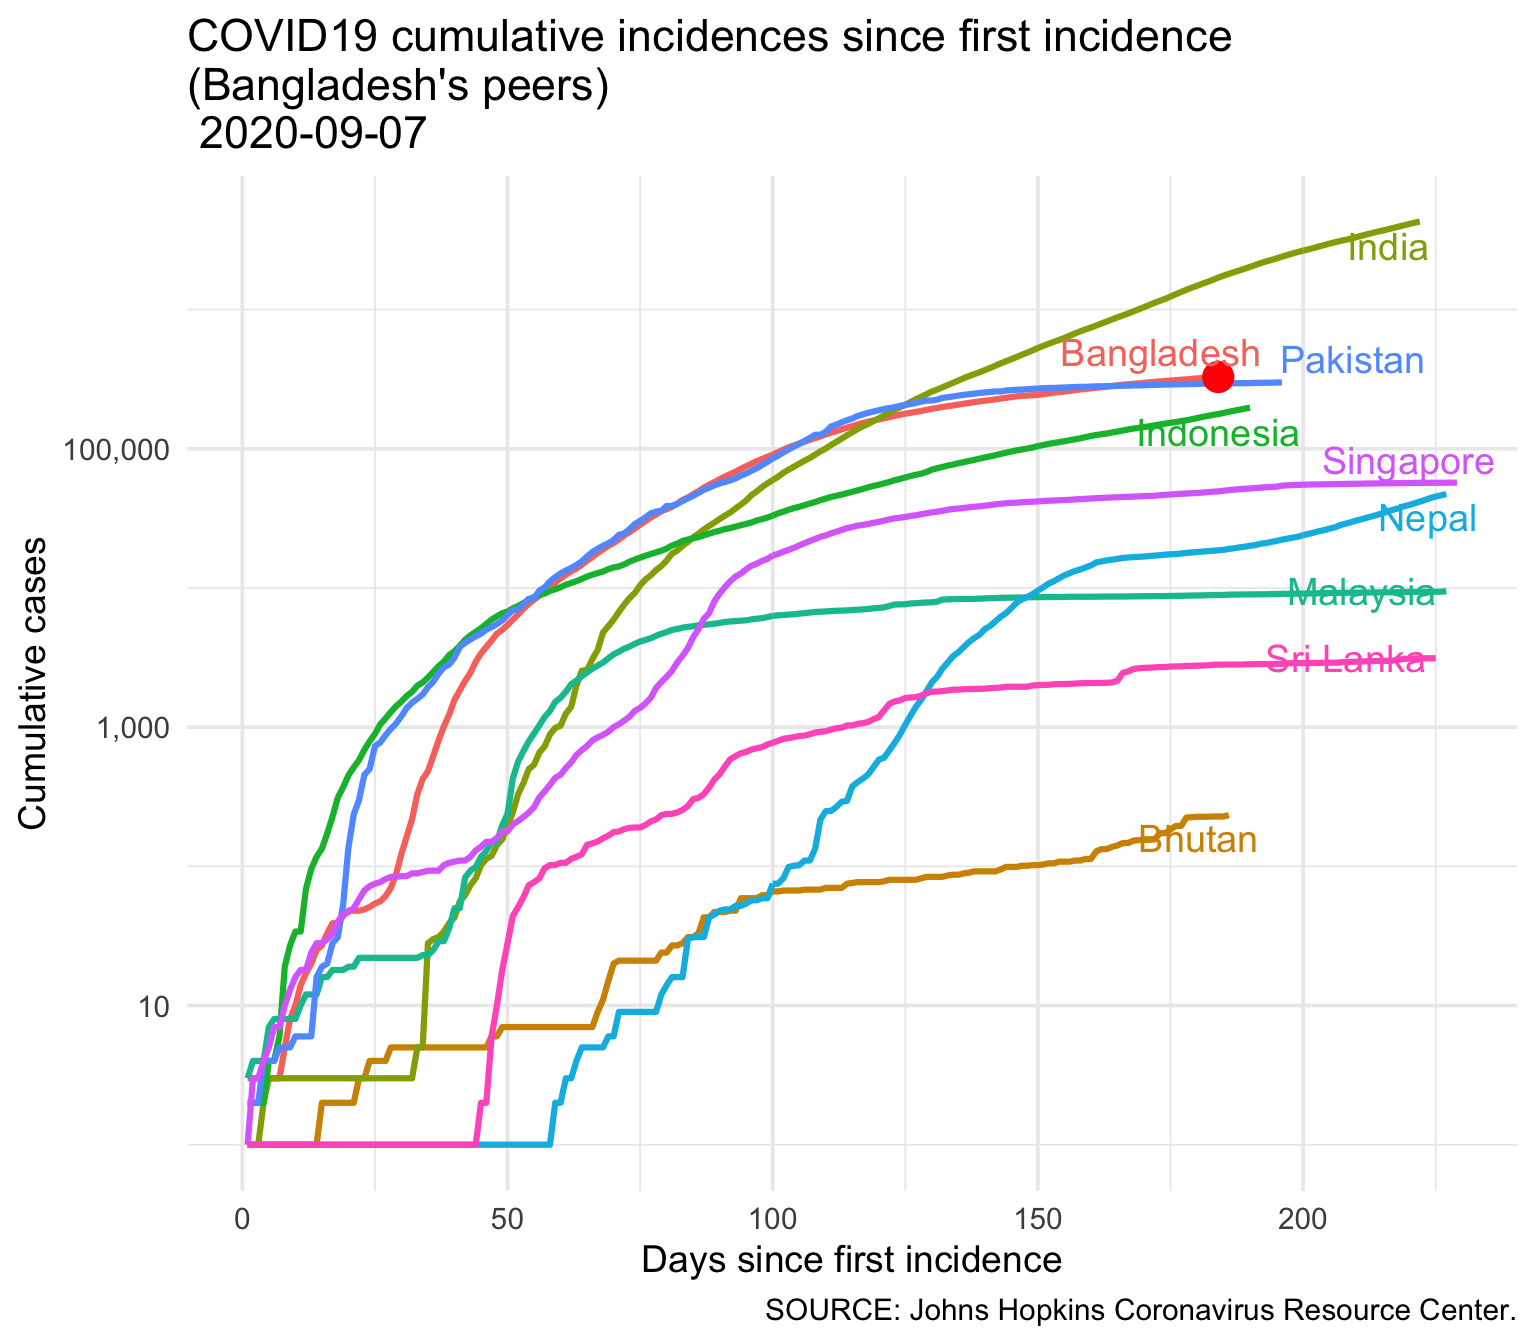 COVID19 cumulative incidences since first incidence
(Bangladesh's peers)
2020-09-07
India
Bangladesh
Pakistan
Indonesia
100,000
Singapore
Nepal
Malaysia
Sri Lanka
Cumulative cases
1,000
Bhutan
10
0
50
100
150
200
Days since first incidence
SOURCE: Johns Hopkins Coronavirus Resource Center.